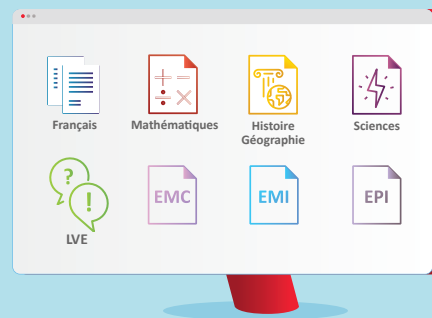 Français
Mathématiques
Histoire
Géographie
Sciences
?
!
LVE
EMC
EMI
EPI